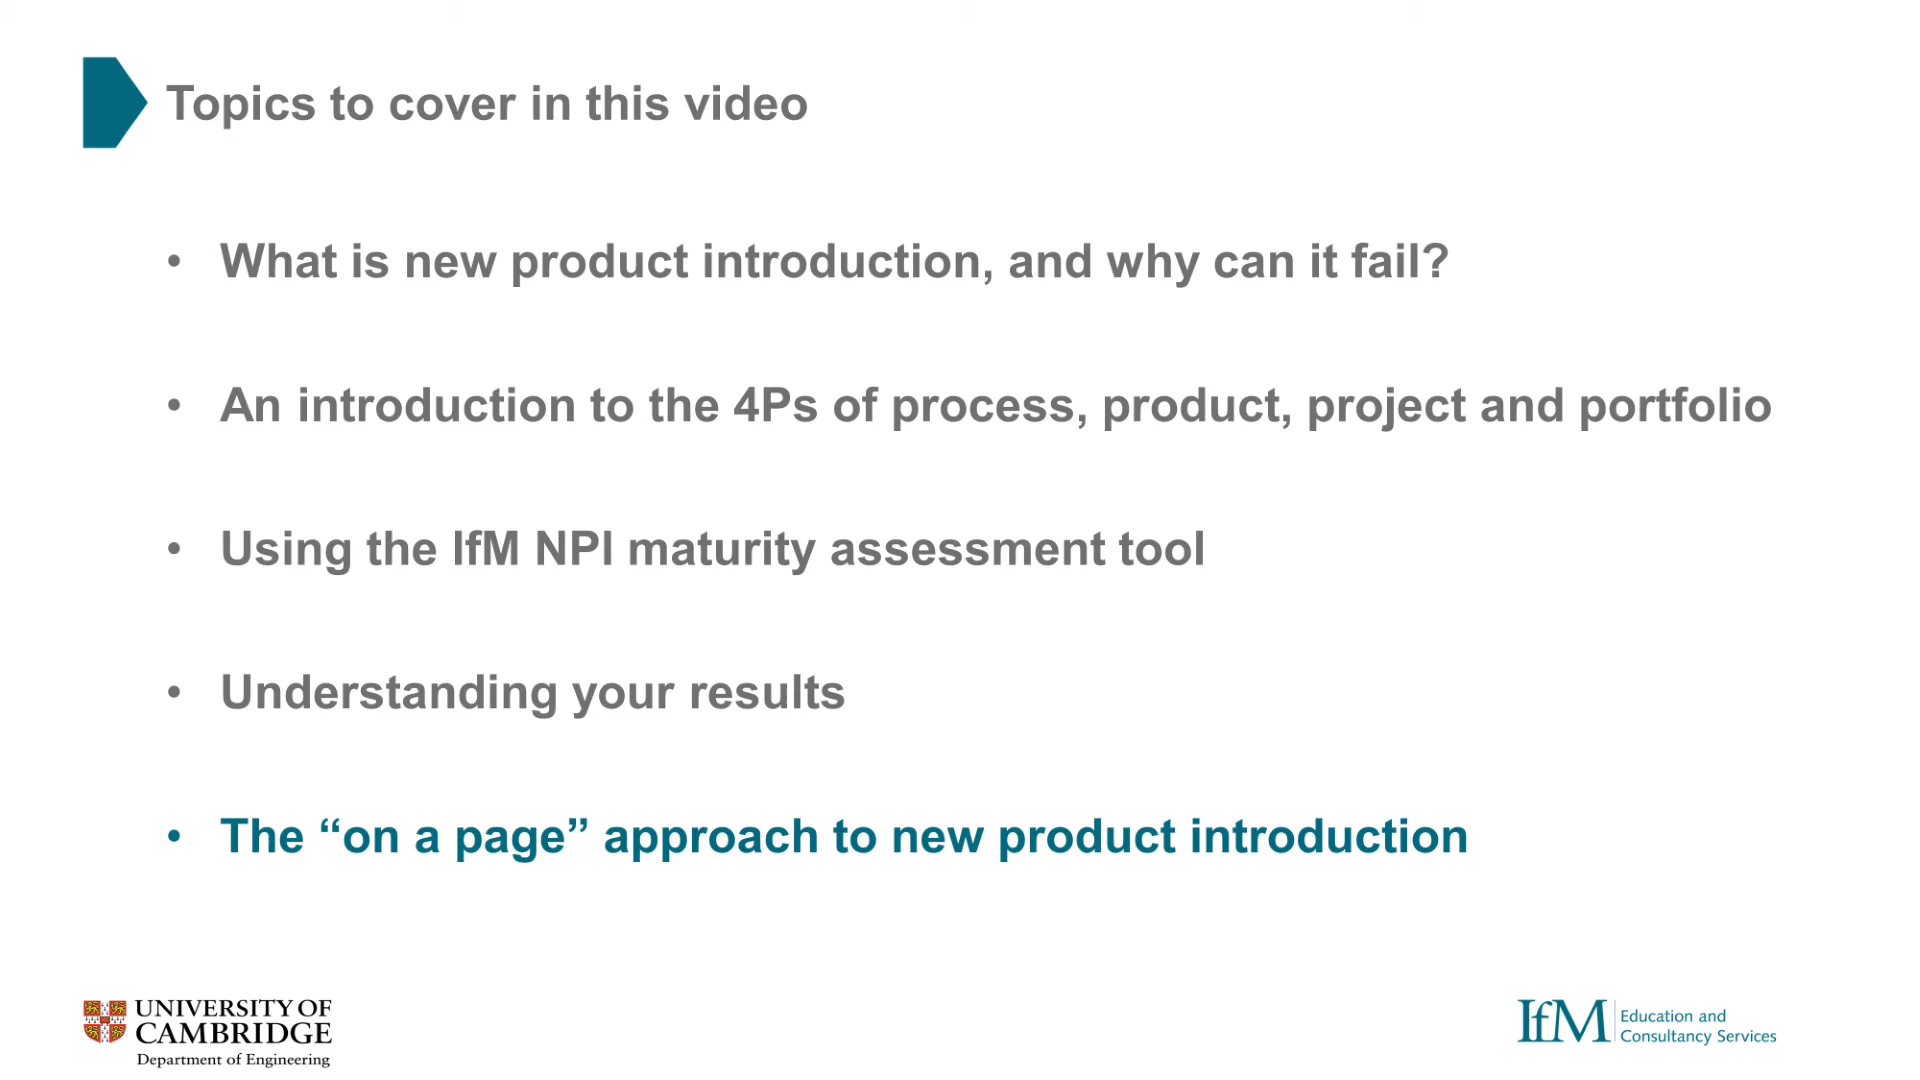 Topics to cover in this video
• What is new product introduction, and why can it fail?
• An introduction to the 4Ps of process, product, project and portfolio
• Using the IfM NPI maturity assessment tool
• Understanding your results
• The “on a page” approach to new product introduction
UNIVERSITY OF
CAMBRIDGE
Department of Engineering
IfM
Education and
Consultancy Services